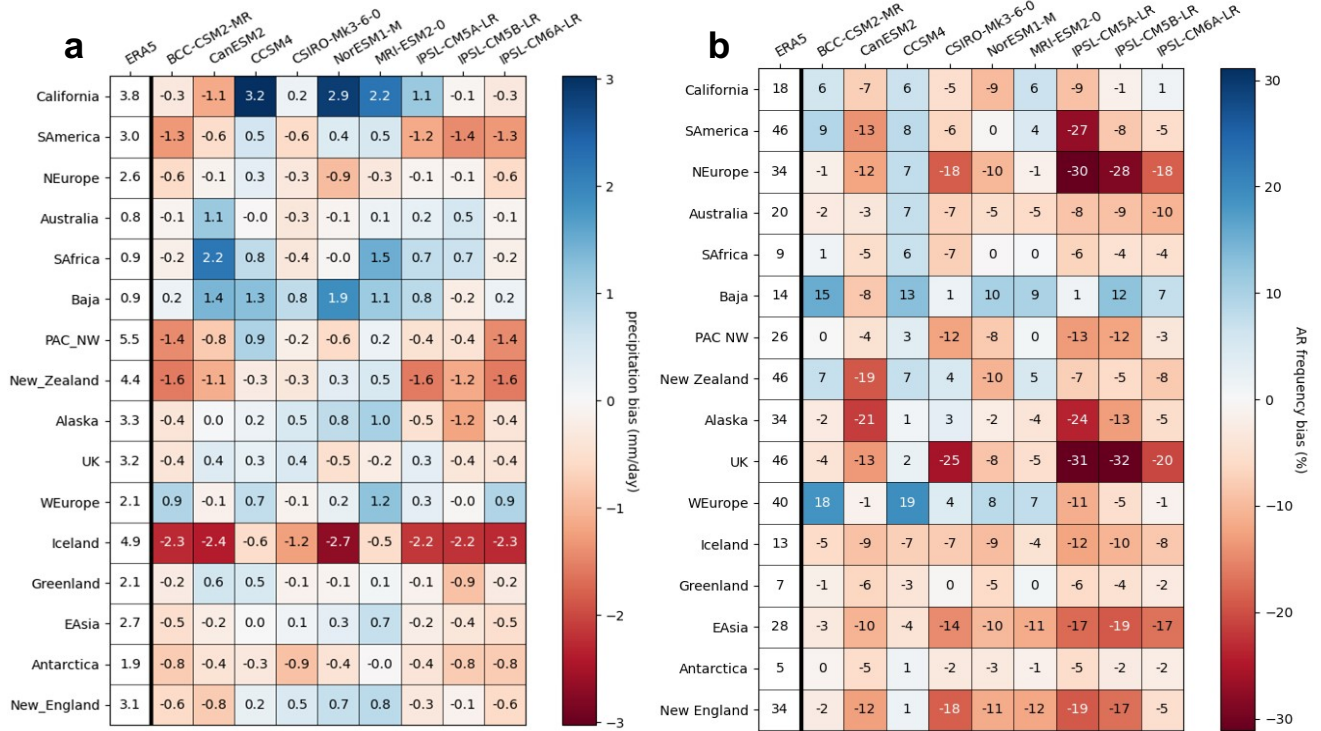 a
ERA5 BCC-CSM2-MR CanESM2 CCSM4 CSIRO-Mk3-6-0 NorESM1-M MRI-ESM2-0 IPSL-CM5A-LR IPSL-CM5B-LR IPSL-CM6A-LR
California 3.8 -0.3 -1.1 3.2 0.2 2.9 2.2 1.1 -0.1 -0.3
SAmerica 3.0 -1.3 -0.6 0.5 -0.6 0.4 0.5 -1.2 -1.4 -1.3
NEurope 2.6 -0.6 -0.1 0.3 -0.3 -0.9 -0.3 -0.1 -0.1 -0.6
Australia 0.8 -0.1 1.1 -0.0 -0.3 -0.1 0.1 0.2 0.5 -0.1
SAfrica 0.9 -0.2 2.2 0.8 -0.4 -0.0 1.5 0.7 0.7 -0.2
Baja 0.9 0.2 1.4 1.3 0.8 1.9 1.1 0.8 -0.2 0.2
PAC_NW 5.5 -1.4 -0.8 0.9 -0.2 -0.6 0.2 -0.4 -0.4 -1.4
New_Zealand 4.4 -1.6 -1.1 -0.3 -0.3 0.3 0.5 -1.6 -1.2 -1.6
Alaska 3.3 -0.4 0.0 0.2 0.5 0.8 1.0 -0.5 -1.2 -0.4
UK 3.2 -0.4 0.4 0.3 0.4 -0.5 -0.2 0.3 -0.4 -0.4
WEurope 2.1 0.9 -0.1 0.7 -0.1 0.2 1.2 0.3 -0.0 0.9
Iceland 4.9 -2.3 -2.4 -0.6 -1.2 -2.7 -0.5 -2.2 -2.2 -2.3
Greenland 2.1 -0.2 0.6 0.5 -0.1 -0.1 0.1 -0.1 -0.9 -0.2
EAsia 2.7 -0.5 -0.2 0.0 0.1 0.3 0.7 -0.2 -0.4 -0.5
Antarctica 1.9 -0.8 -0.4 -0.3 -0.9 -0.4 -0.0 -0.4 -0.8 -0.8
New_England 3.1 -0.6 -0.8 0.2 0.5 0.7 0.8 -0.3 -0.1 -0.6
3
2
1
0
−1
−2
−3
precipitation bias (mm/day)
b
ERA5 BCC-CSM2-MR CanESM2 CCSM4 CSIRO-Mk3-6-0 NorESM1-M MRI-ESM2-0 IPSL-CM5A-LR IPSL-CM5B-LR IPSL-CM6A-LR
California 18 6 -7 6 -5 -9 6 -9 -1 1
SAmerica 46 9 -13 8 -6 0 4 -27 -8 -5
NEurope 34 -1 -12 7 -18 -10 -1 -30 -28 -18
Australia 20 -2 -3 7 -7 -5 -5 -8 -9 -10
SAfrica 9 1 -5 6 -7 0 0 -6 -4 -4
Baja 14 15 -8 13 1 10 9 1 12 7
PAC NW 26 0 -4 3 -12 -8 0 -13 -12 -3
New Zealand 46 7 -19 7 4 -10 5 -7 -5 -8
Alaska 34 -2 -21 1 3 -2 -4 -24 -13 -5
UK 46 -4 -13 2 -25 -8 -5 -31 -32 -20
WEurope 40 18 -1 19 4 8 7 -11 -5 -1
Iceland 13 -5 -9 -7 -7 -9 -4 -12 -10 -8
Greenland 7 -1 -6 -3 0 -5 0 -6 -4 -2
EAsia 28 -3 -10 -4 -14 -10 -11 -17 -19 -17
Antarctica 5 0 -5 1 -2 -3 -1 -5 -2 -2
New England 34 -2 -12 1 -18 -11 -12 -19 -17 -5
30
20
10
0
−10
−20
−30
AR frequency bias (%)